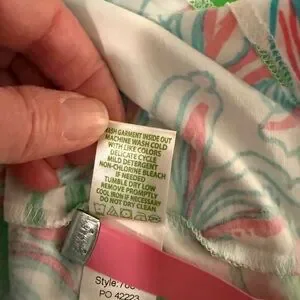 WASH GARMENT INSIDE OUT
MACHINE WASH COLD
WITH LIKE COLORS
DELICATE CYCLE
MILD DETERGENT
NON-CHLORINE BLEACH
IF NEEDED
TUMBLE DRY LOW
REMOVE PROMPTLY
COOL IRON IF NECESSARY
DO NOT DRY CLEAN
Style:
PO 42223